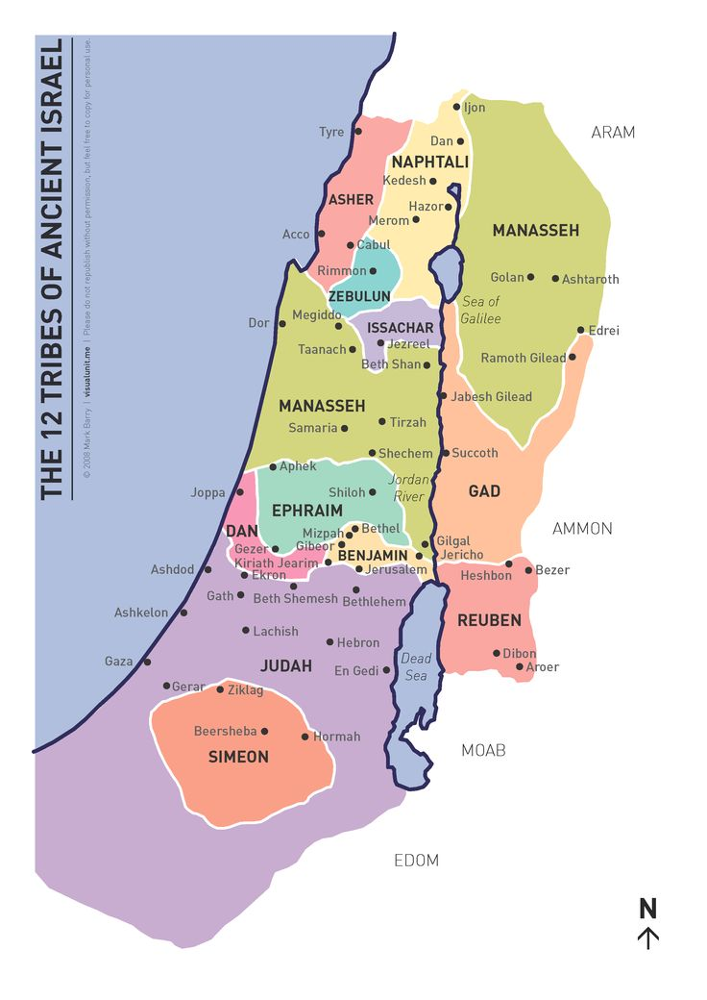 THE 12 TRIBES OF ANCIENT ISRAEL
© 2008 Mark Barry | visualunit.me | Please do not republish without permission, but feel free to copy for personal use.
Ijon
Tyre
ARAM
Dan
NAPHTALI
Kedesh
ASHER
Hazor
Merom
MANASSEH
Acco
Cabul
Rimmon
Golan
Ashtaroth
ZEBULUN
Sea of
Galilee
Megiddo
Dor
ISSACHAR
Edrei
Jezreel
Taanach
Beth Shan
Ramoth Gilead
Jabesh Gilead
MANASSEH
Tirzah
Samaria
Shechem
Succoth
Aphek
Jordan
River
Joppa
Shiloh
GAD
EPHRAIM
DAN
Bethel
Mizpah
AMMON
Gibeor
Gilgal
Gezer
BENJAMIN
Jericho
Kiriath Jearim
Jerusalem
Ashdod
Ekron
Heshbon
Bezer
Gath
Beth Shemesh
Bethlehem
Ashkelon
REUBEN
Lachish
Hebron
Dibon
Gaza
JUDAH
En Gedi
Dead
Sea
Aroer
Gerar
Ziklag
Beersheba
Hormah
MOAB
SIMEON
EDOM
N